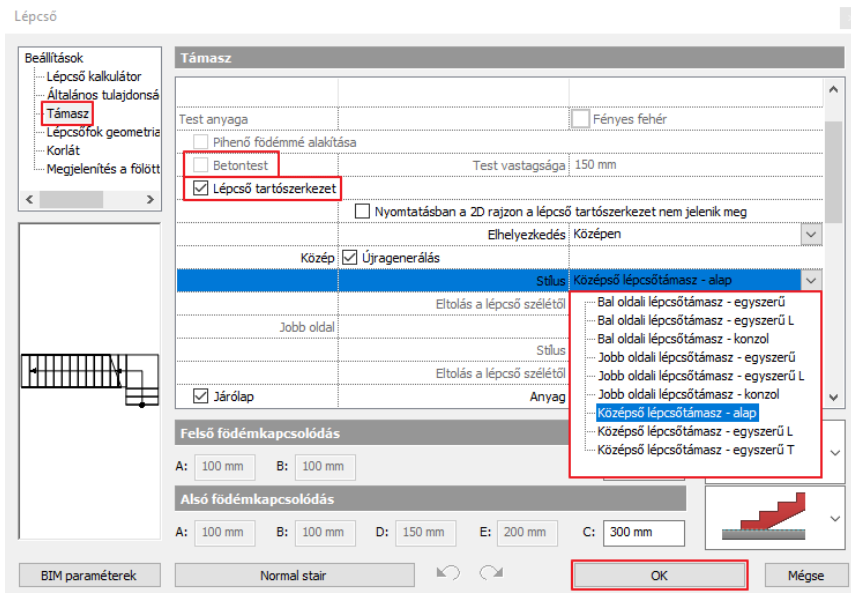 Lépcső
Beállítások
Lépcső kalkulátor
Általános tulajdonsá
Támasz
Lépcsőfok geometria
Korlát
Megjelenítés a fölött
Támasz
Test anyaga
Fényes fehér
Pihenő födémmé alakítása
Betontest
Test vastagsága 150 mm
Lépcső tartószerkezet
Nyomtatásban a 2D rajzon a lépcső tartószerkezet nem jelenik meg
Elhelyezkedés Középen
Közép Újragenerálás
Stílus Középső lépcsőtámasz - alap
Eltolás a lépcső szélétől
Bal oldali lépcsőtámasz - egyszerű
Bal oldali lépcsőtámasz - egyszerű L
Bal oldali lépcsőtámasz - konzol
Jobb oldali lépcsőtámasz - egyszerű
Jobb oldali lépcsőtámasz - egyszerű L
Jobb oldali lépcsőtámasz - konzol
Középső lépcsőtámasz - alap
Középső lépcsőtámasz - egyszerű L
Középső lépcsőtámasz - egyszerű T
Jobb oldal
Stílus
Eltolás a lépcső szélétől
Járólap
Anyag
Felső födémkapcsolódás
A: 100 mm B: 100 mm
Alsó födémkapcsolódás
A: 100 mm B: 100 mm D: 150 mm E: 200 mm C: 300 mm
BIM paraméterek
Normal stair
OK
Mégse